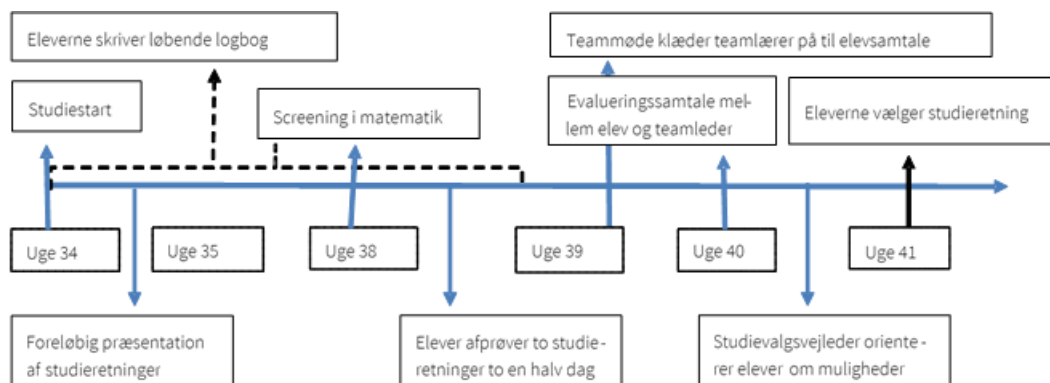 Eleverne skriver løbende logbog
Teammøde klæder teamlærer på til elevsamtale
Studiestart
Screening i matematik
Evalueringssamtale mel-
lem elev og teamleder
Eleverne vælger studieretning
Uge 34
Uge 35
Uge 38
Uge 39
Uge 40
Uge 41
Foreløbig præsentation
af studieretninger
Elever afprøver to studie-
retninger to en halv dag
Studievalgsvejleder oriente-
rer elever om muligheder